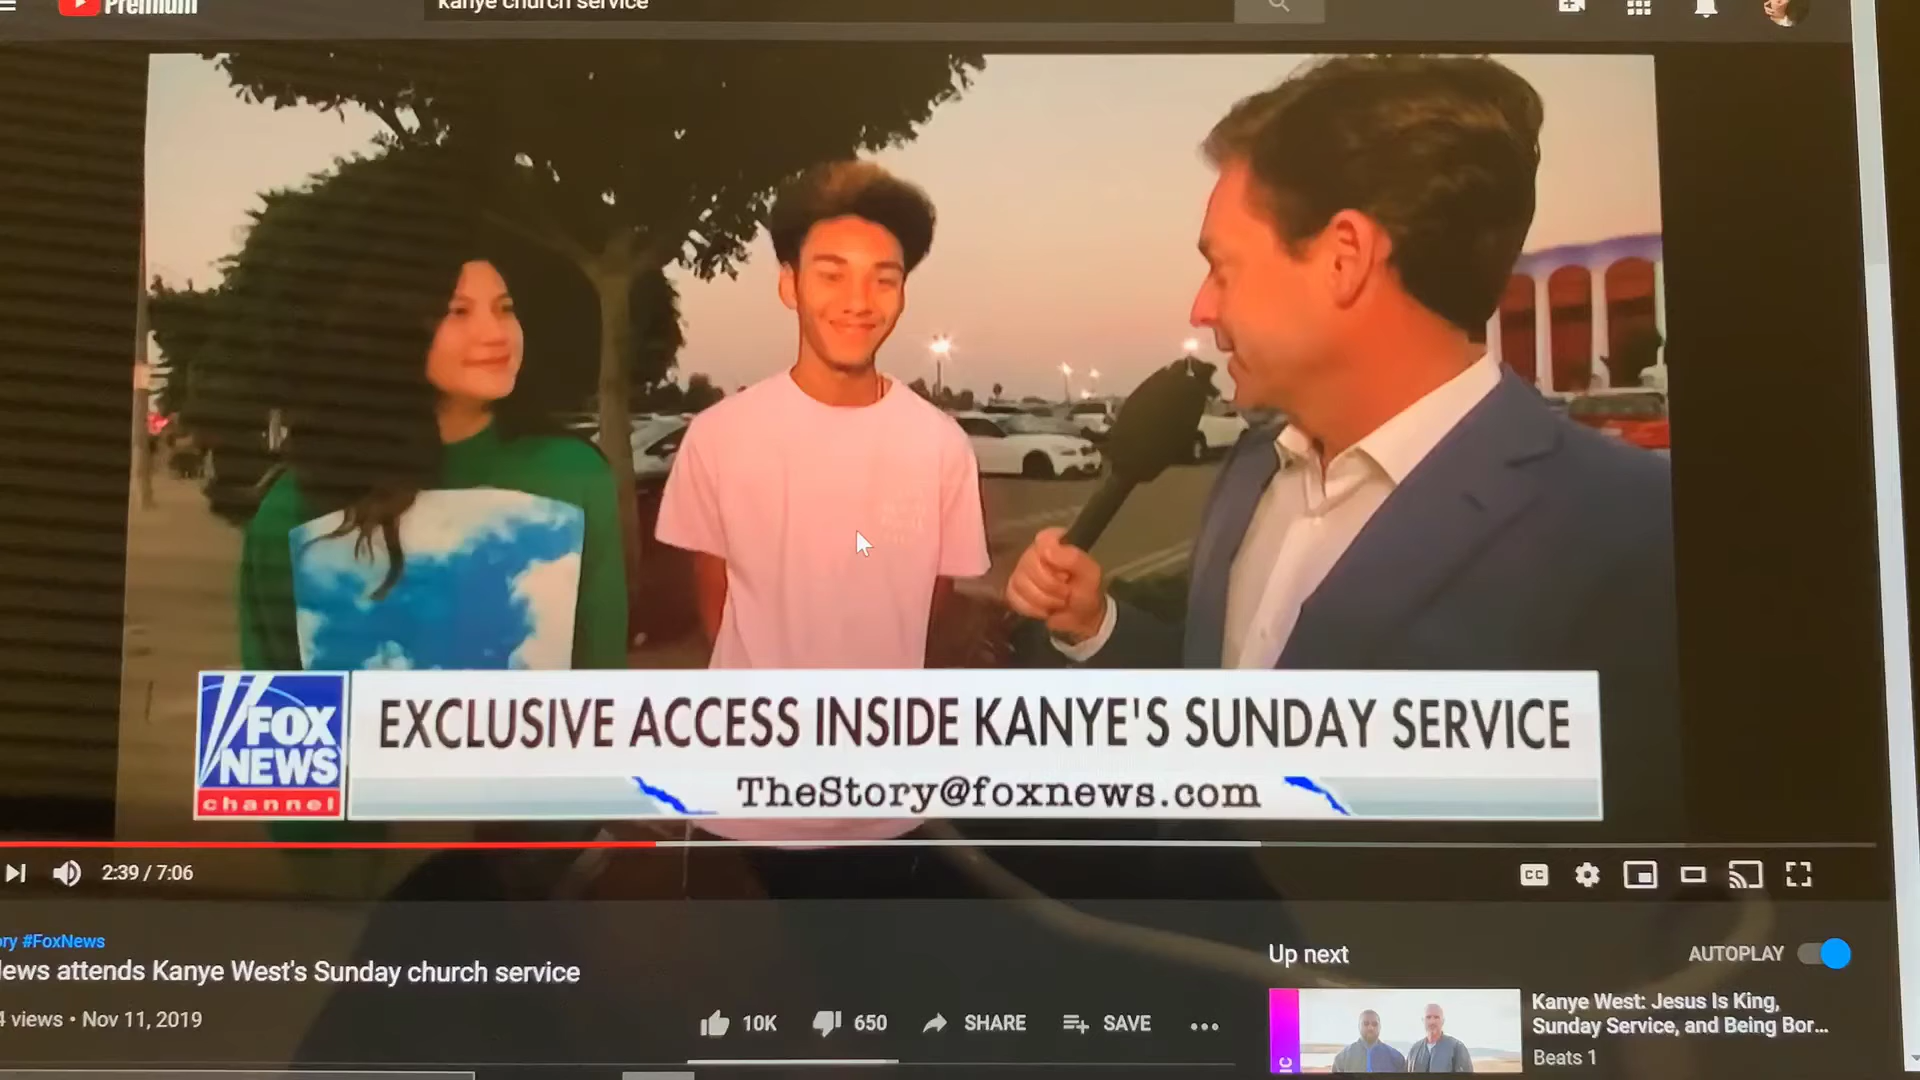 Premium
kanye church service
FOX
NEWS
channel
EXCLUSIVE ACCESS INSIDE KANYE'S SUNDAY SERVICE
TheStory@foxnews.com
2:39 / 7:06
CC
#FoxNews
attends Kanye West's Sunday church service
views • Nov 11, 2019
10K
650
SHARE
SAVE
Up next
AUTOPLAY
Kanye West: Jesus Is King,
Sunday Service, and Being Bor...
Beats 1